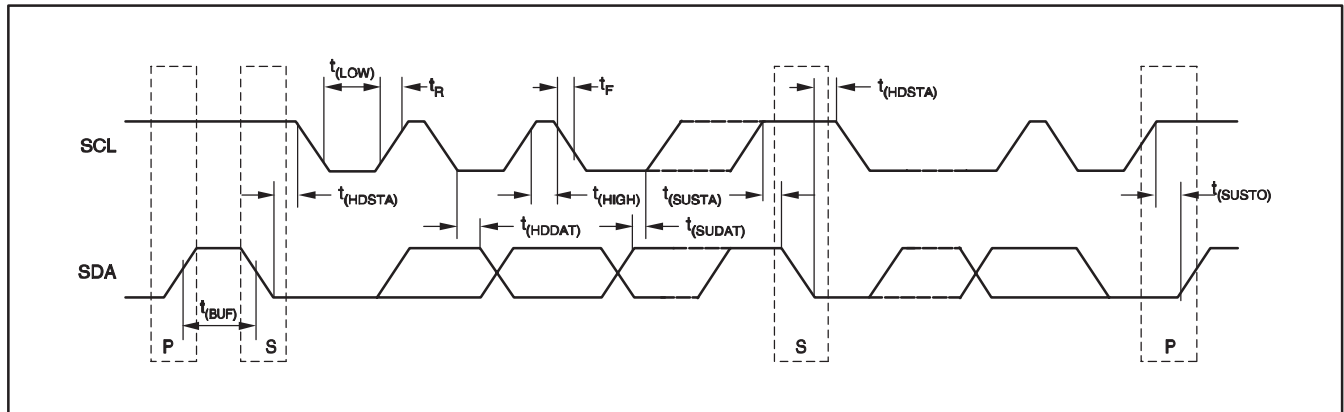 t(LOW)
tR
tF
t(HDSTA)
SCL
t(HDSTA)
t(HIGH)
t(SUSTA)
t(SUSTO)
t(HDDAT)
t(SUDAT)
SDA
t(BUF)
P
S
S
P